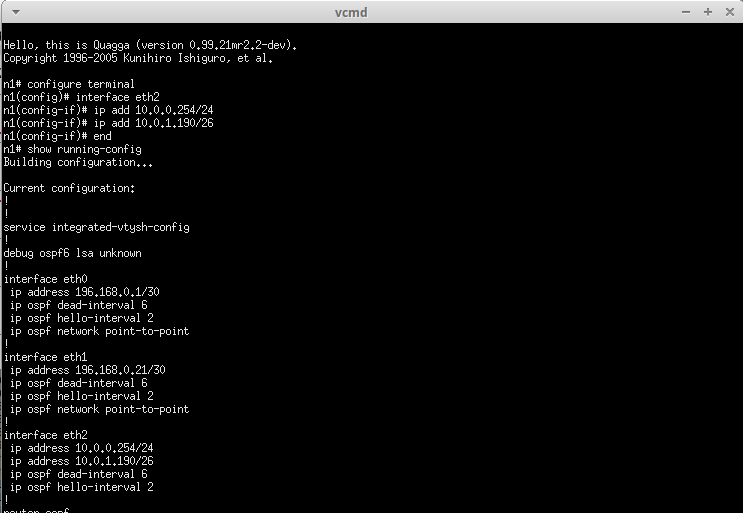 vcmd
Hello, this is Quagga (version 0.99.21mr2.2-dev).
Copyright 1996-2005 Kunihiro Ishiguro, et al.
n1# configure terminal
n1(config)# interface eth2
n1(config-if)# ip add 10.0.0.254/24
n1(config-if)# ip add 10.0.1.190/26
n1(config-if)# end
n1# show running-config
Building configuration...
Current configuration:
!
!
service integrated-vtysh-config
!
debug ospf6 lsa unknown
!
interface eth0
 ip address 196.168.0.1/30
 ip ospf dead-interval 6
 ip ospf hello-interval 2
 ip ospf network point-to-point
!
interface eth1
 ip address 196.168.0.21/30
 ip ospf dead-interval 6
 ip ospf hello-interval 2
 ip ospf network point-to-point
!
interface eth2
 ip address 10.0.0.254/24
 ip address 10.0.1.190/26
 ip ospf dead-interval 6
 ip ospf hello-interval 2
!
router ospf